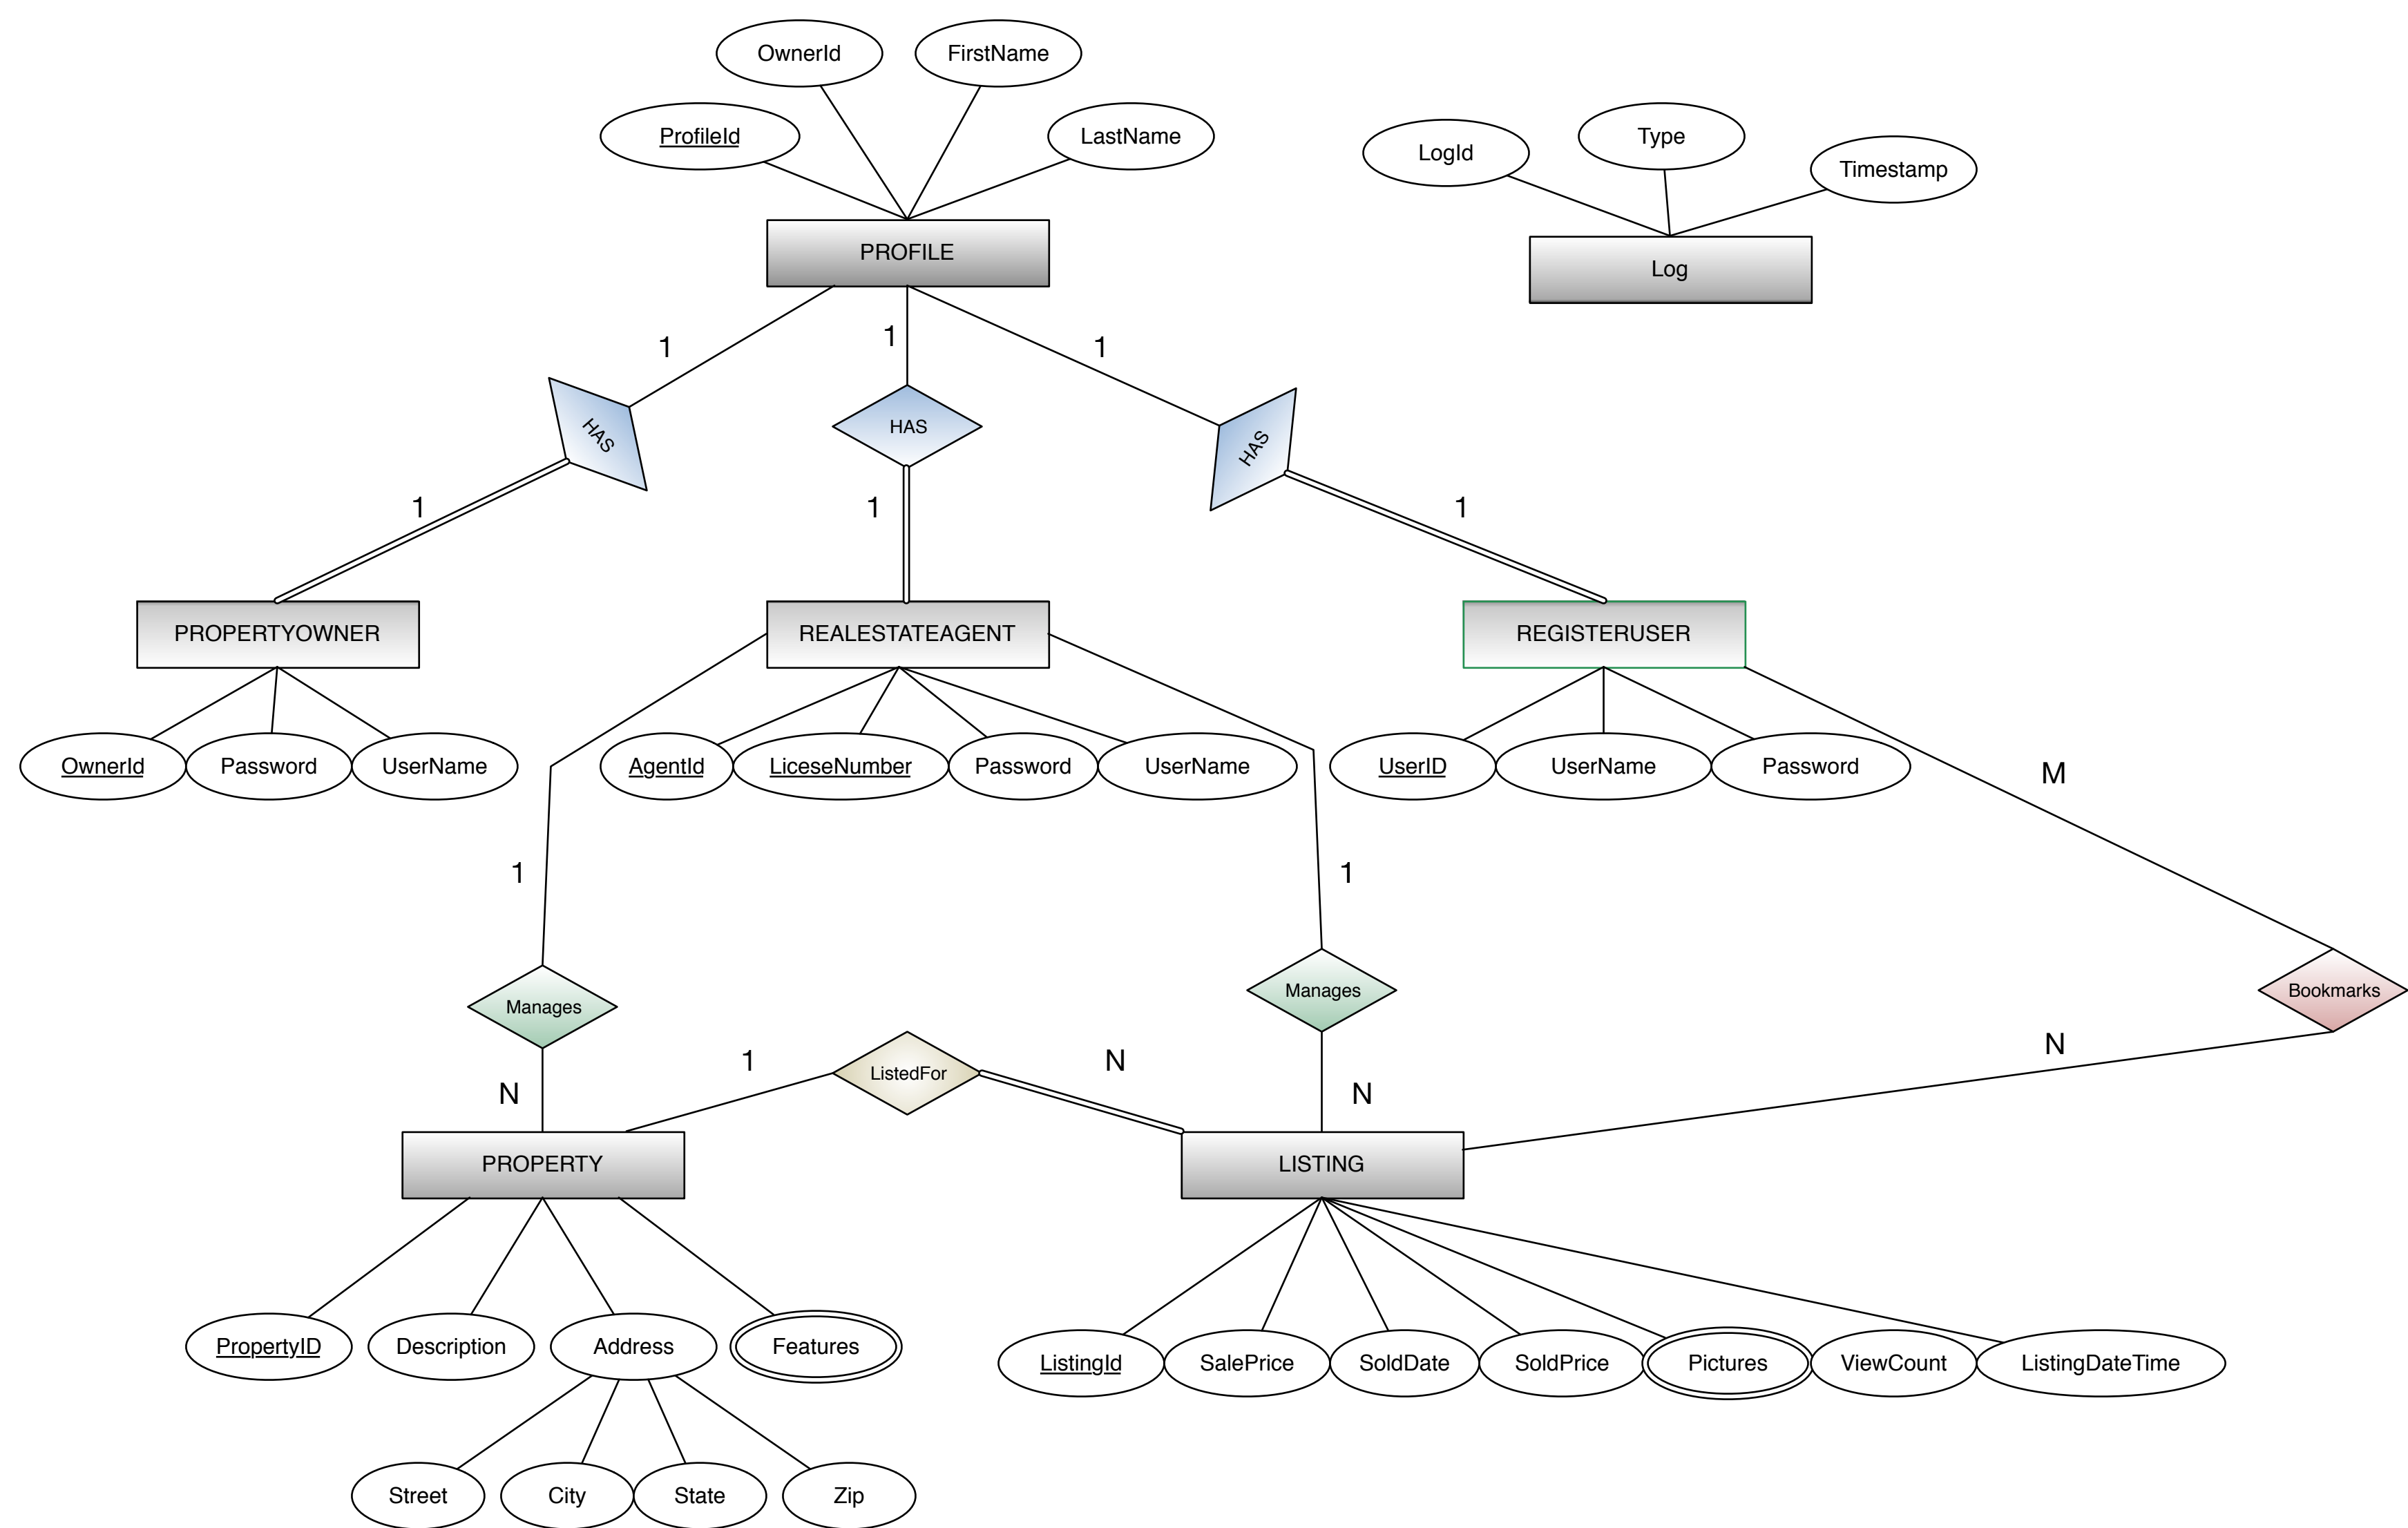 OwnerId
FirstName
ProfileId
LastName
LogId
Type
Timestamp
PROFILE
Log
1
1
1
HAS
HAS
HAS
1
1
1
PROPERTYOWNER
REALESTATEAGENT
REGISTERUSER
OwnerId
Password
UserName
AgentId
LiceseNumber
Password
UserName
UserID
UserName
Password
M
1
1
Manages
Manages
Bookmarks
1
ListedFor
N
N
N
N
PROPERTY
LISTING
PropertyID
Description
Address
Features
ListingId
SalePrice
SoldDate
SoldPrice
Pictures
ViewCount
ListingDateTime
Street
City
State
Zip